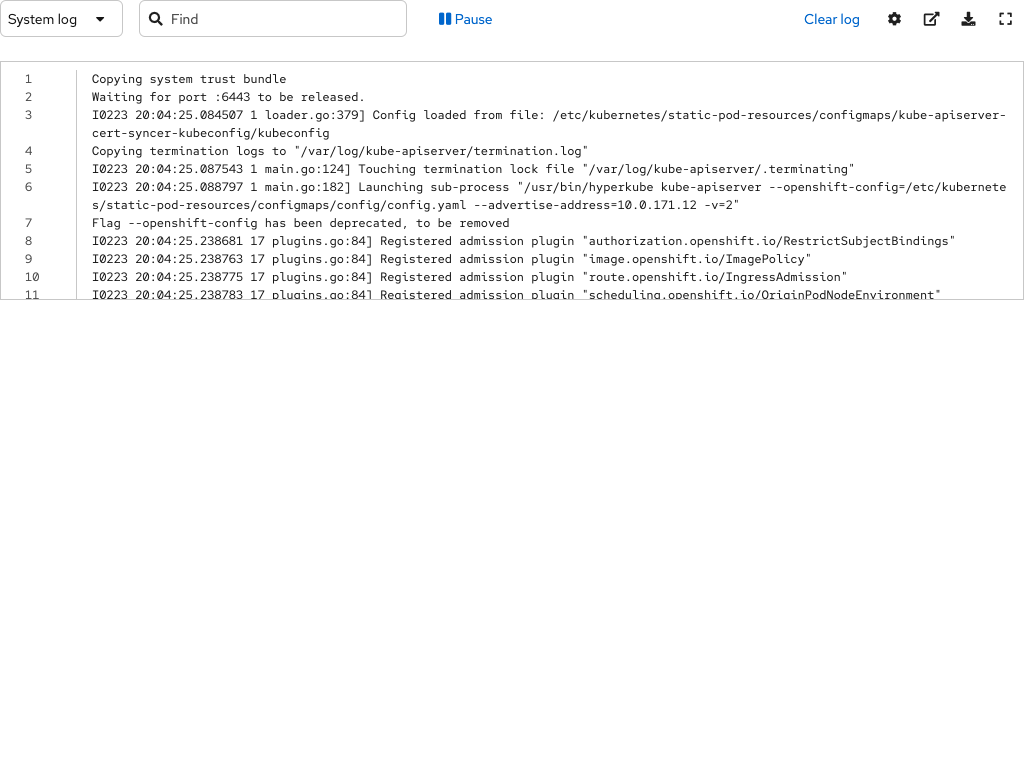 System log
Find
Pause
Clear log
1 Copying system trust bundle
2 Waiting for port :6443 to be released.
3 I0223 20:04:25.084507 1 loader.go:379] Config loaded from file: /etc/kubernetes/static-pod-resources/configmaps/kube-apiserver-
cert-syncer-kubeconfig/kubeconfig
4 Copying termination logs to "/var/log/kube-apiserver/termination.log"
5 I0223 20:04:25.087543 1 main.go:124] Touching termination lock file "/var/log/kube-apiserver/.terminating"
6 I0223 20:04:25.088797 1 main.go:182] Launching sub-process "/usr/bin/hyperkube kube-apiserver --openshift-config=/etc/kubernete
s/static-pod-resources/configmaps/config/config.yaml --advertise-address=10.0.171.12 -v=2"
7 Flag --openshift-config has been deprecated, to be removed
8 I0223 20:04:25.238681 17 plugins.go:84] Registered admission plugin "authorization.openshift.io/RestrictSubjectBindings"
9 I0223 20:04:25.238763 17 plugins.go:84] Registered admission plugin "image.openshift.io/ImagePolicy"
10 I0223 20:04:25.238775 17 plugins.go:84] Registered admission plugin "route.openshift.io/IngressAdmission"
11 I0223 20:04:25.238783 17 plugins.go:84] Registered admission plugin "scheduling.openshift.io/OriginPodNodeEnvironment"